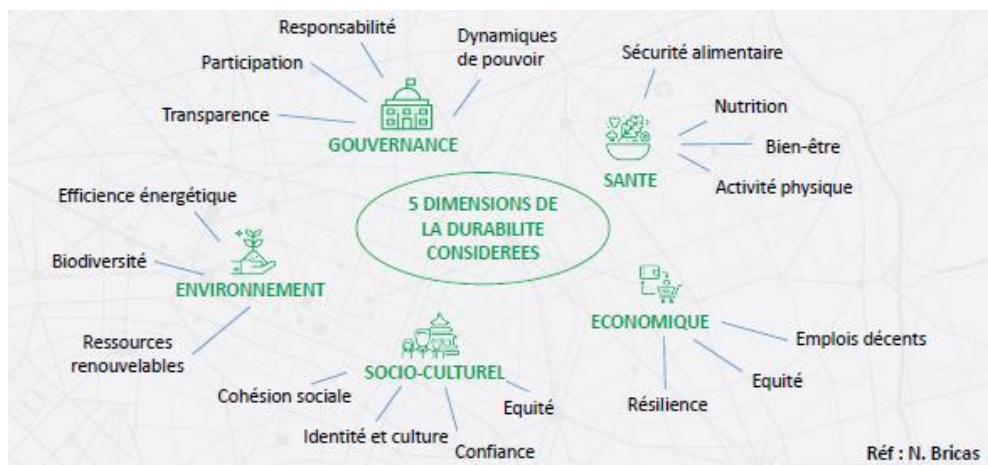 Responsabilité
Participation
Transparence
Dynamiques
de pouvoir
GOUVERNANCE
Sécurité alimentaire
Nutrition
Bien-être
Activité physique
SANTE
5 DIMENSIONS DE
LA DURABILITE
CONSIDEREES
Efficience énergétique
Biodiversité
ENVIRONNEMENT
Ressources
renouvelables
ECONOMIQUE
Emplois décents
Equité
Résilience
SOCIO-CULTUREL
Cohésion sociale
Identité et culture
Confiance
Equité
Réf : N. Bricas